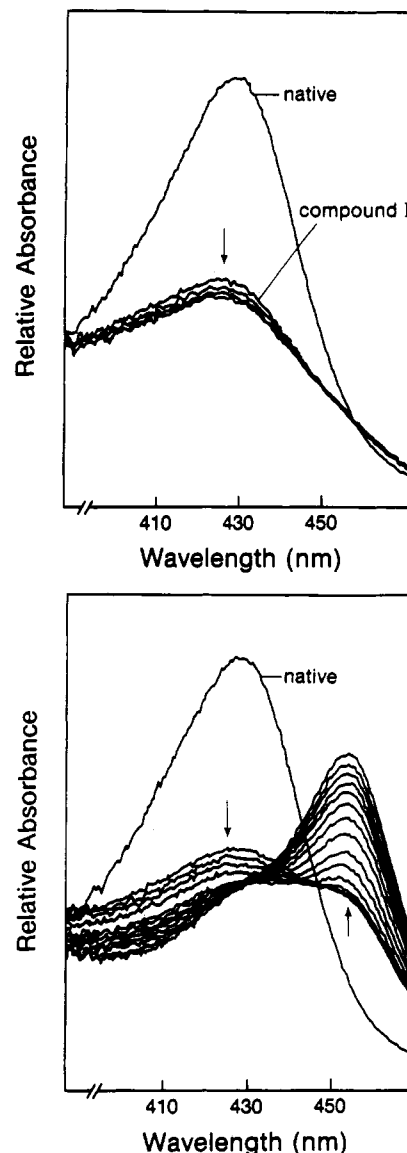 native
compound I
Relative Absorbance
410
430
450
Wavelength (nm)
native
Relative Absorbance
410
430
450
Wavelength (nm)